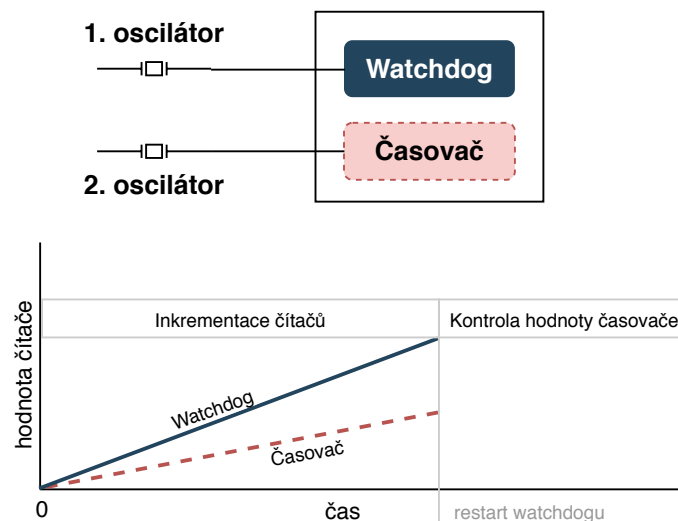 1. oscilátor
Watchdog
Časovač
2. oscilátor
hodnota čítače
Inkrementace čítačů
Kontrola hodnoty časovače
Watchdog
Časovač
0
čas
restart watchdogu